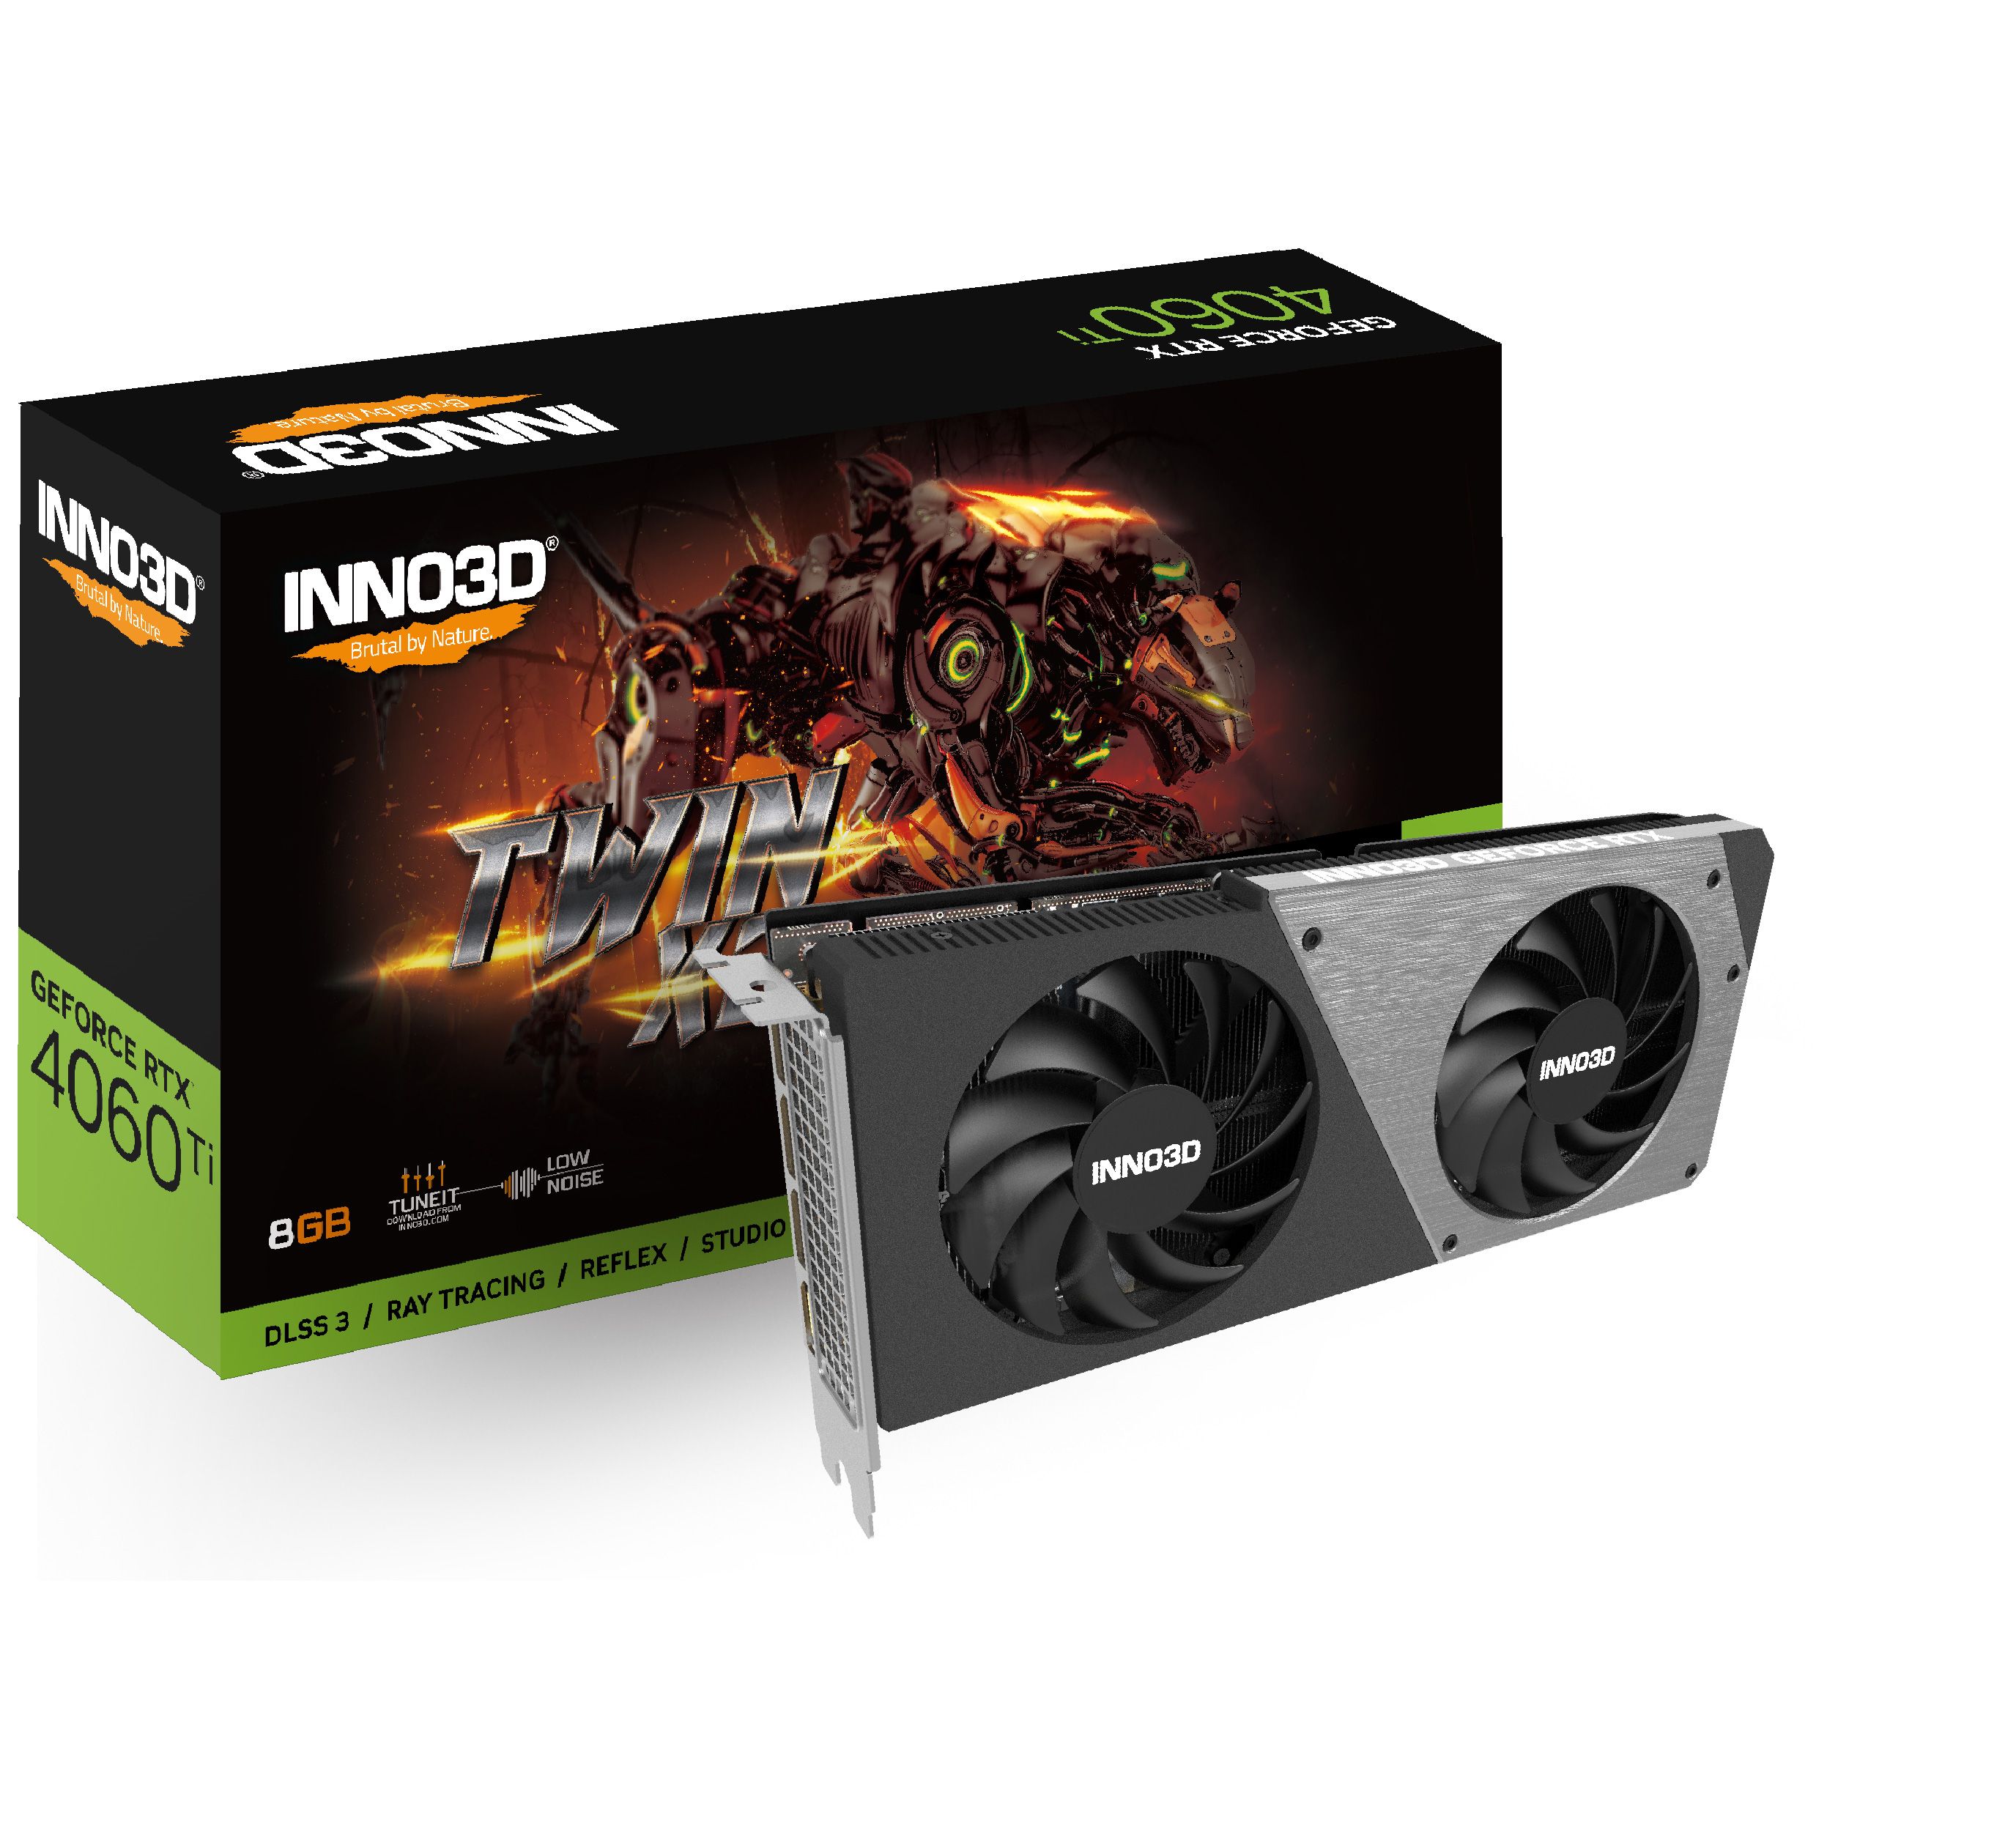 GEFORCE RTX
4060Ti
INNO3D®
Brutal by Nature
INNO3D®
Brutal by Nature.
GEFORCE RTX
4060Ti
INNO3D®
Brutal by Nature.
TWIN
8GB
TUNEIT
DOWNLOAD FROM
INNO3D.COM
LOW
NOISE
DLSS 3 / RAY TRACING / REFLEX / STUDIO
INNO3D GEFORCE RTX
INNO3D
INNO3D